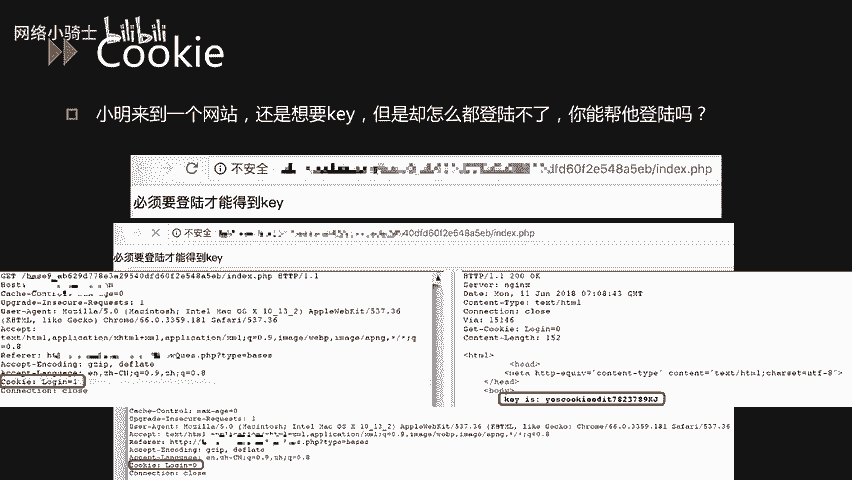 网络小骑士 bilibili
Cookie
小明来到一个网站，还是想要key，但是却怎么都登陆不了，你能帮他登陆吗？
不安全 dfd60f2e548a5eb/index.php
必须要登陆才能得到key
不安全 40dfd60f2e548a5eb/index.php
必须要登陆才能得到key
GET /base9_ab629d778e3a29540dfd60f2e548a5eb/index.php HTTP/1.1
Host:
Cache-Control: max-age=0
Upgrade-Insecure-Requests: 1
User-Agent: Mozilla/5.0 (Macintosh; Intel Mac OS X 10_13_2) AppleWebKit/537.36
(KHTML, like Gecko) Chrome/66.0.3359.181 Safari/537.36
Accept:
text/html,application/xhtml+xml,application/xml;q=0.9,image/webp,image/apng,*/*;q
=0.8
Referer: Ques.php?type=bases
Accept-Encoding: gzip, deflate
Accept-Language: en,zh-CN;q=0.9,zh;q=0.8
Cookie: Login=1
Connection: close
HTTP/1.1 200 OK
Server: nginx
Date: Mon, 11 Jun 2018 07:08:43 GMT
Content-Type: text/html
Connection: close
Via: 15146
Set-Cookie: Login=0
Content-Length: 152
<html>
<head>
<meta http-equiv="content-type" content="text/html;charset=utf-8">
</head>
<body>
key is: yescookieedit7823789KJ
Cache-Control: max-age=0
Upgrade-Insecure-Requests: 1
User-Agent: Mozilla/5.0 (Macintosh; Intel Mac OS X 10_13_2) AppleWebKit/537.36 (KHTML, like Gecko) Chrome/66.0.3359.181 Safari/537.36
Accept: text/html,application/xhtml+xml,application/xml;q=0.9,image/webp,image/apng,*/*;q=0.8
Referer: http:// es.php?type=bases
Accept-Encoding: gzip, deflate
Accept-Language: en,zh-CN;q=0.9,zh;q=0.8
Cookie: Login=0
Connection: close